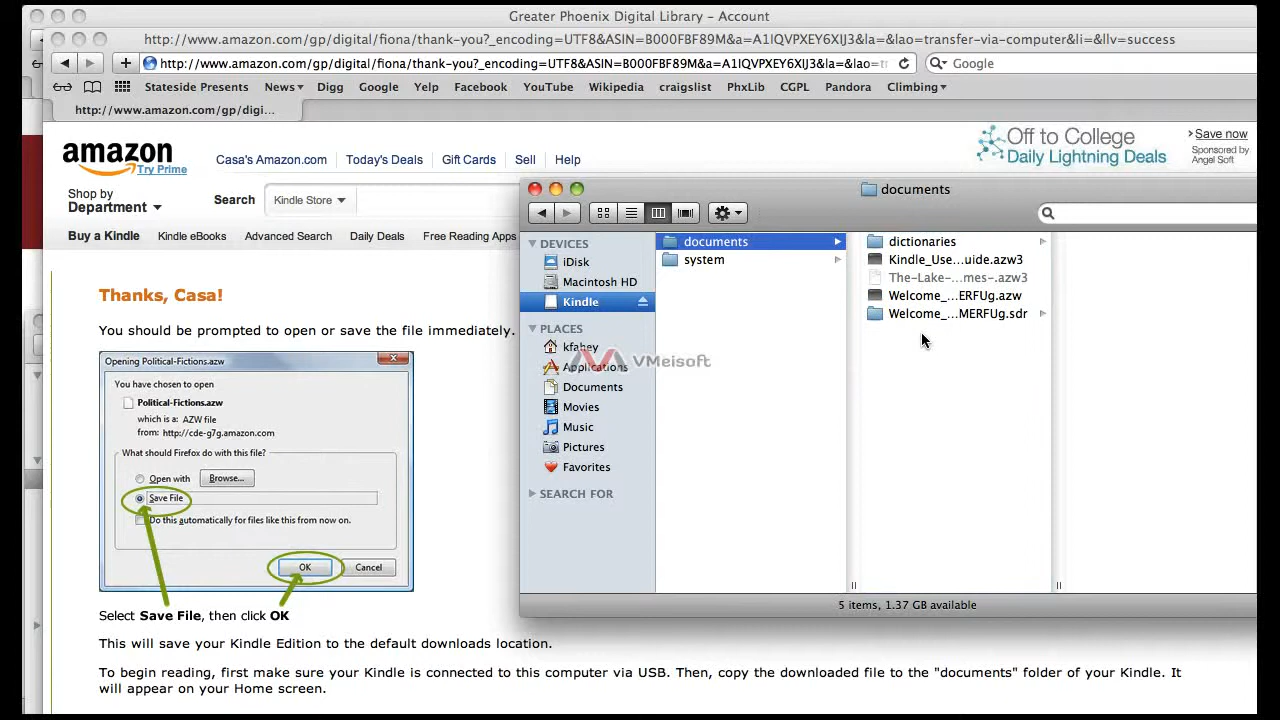 Greater Phoenix Digital Library – Account
http://www.amazon.com/gp/digital/fiona/thank-you?_encoding=UTF8&ASIN=B000FBF89M&a=A1IQVPXEY6XIJ3&la=&lao=transfer-via-computer&li=&llv=success
http://www.amazon.com/gp/digital/fiona/thank-you?_encoding=UTF8&ASIN=B000FBF89M&a=A1IQVPXEY6XIJ3&la=&lao=tr
Google
Stateside Presents News Digg Google Yelp Facebook YouTube Wikipedia craigslist PhxLib CGPL Pandora Climbing
http://www.amazon.com/gp/digi...
amazon
Try Prime
Casa's Amazon.com Today's Deals Gift Cards Sell Help
Off to College
Daily Lightning Deals
Save now
Sponsored by
Angel Soft
Shop by
Department
Search Kindle Store
Buy a Kindle Kindle eBooks Advanced Search Daily Deals Free Reading Apps
documents
DEVICES
iDisk
Macintosh HD
Kindle
PLACES
kfahey
Applications
Documents
Movies
Music
Pictures
Favorites
SEARCH FOR
documents
system
dictionaries
Kindle_Use...uide.azw3
The-Lake-...mes-.azw3
Welcome_...ERFUg.azw
Welcome_...MERFUg.sdr
5 items, 1.37 GB available
VMeisoft
Thanks, Casa!
You should be prompted to open or save the file immediately.
Opening Political-Fictions.azw
You have chosen to open
Political-Fictions.azw
which is a: AZW file
from: http://cde-g7g.amazon.com
What should Firefox do with this file?
Open with Browse...
Save File
Do this automatically for files like this from now on.
OK Cancel
Select Save File, then click OK
This will save your Kindle Edition to the default downloads location.
To begin reading, first make sure your Kindle is connected to this computer via USB. Then, copy the downloaded file to the "documents" folder of your Kindle. It
will appear on your Home screen.